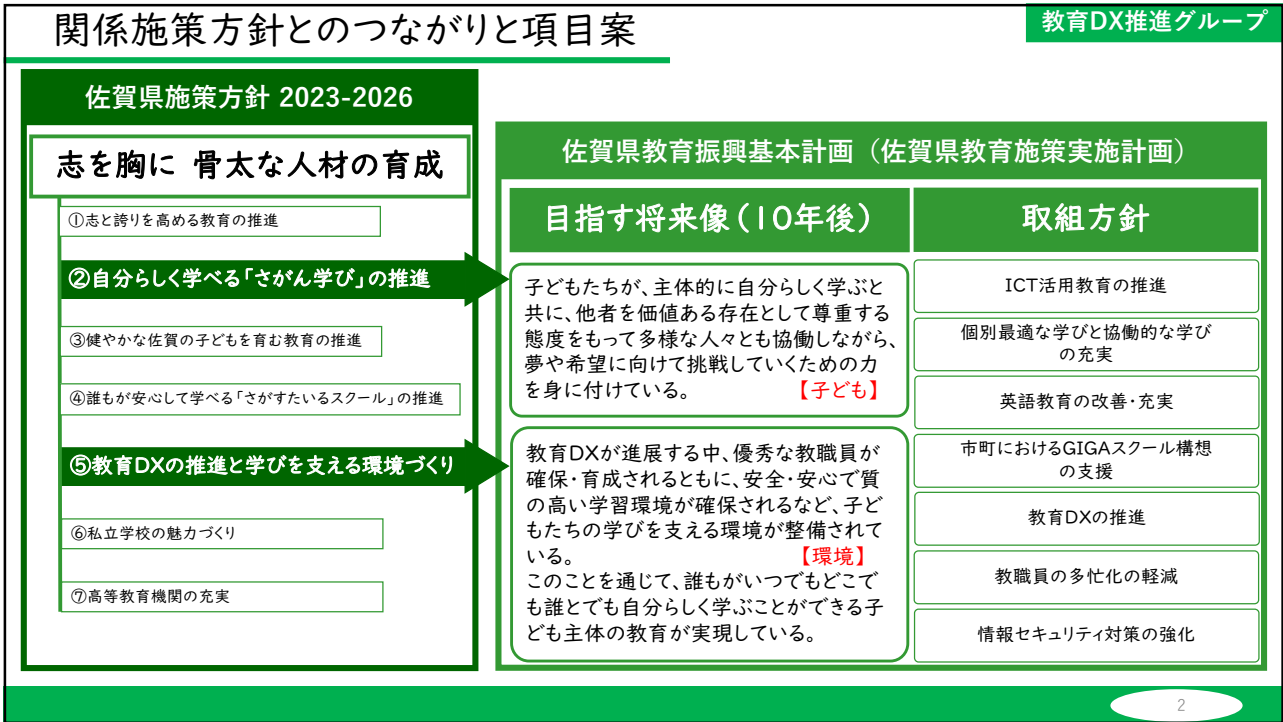 関係施策方針とのつながりと項目案
教育DX推進グループ
佐賀県施策方針 2023-2026
志を胸に 骨太な人材の育成
①志と誇りを高める教育の推進
②自分らしく学べる「さがん学び」の推進
③健やかな佐賀の子どもを育む教育の推進
④誰もが安心して学べる「さがすたいるスクール」の推進
⑤教育DXの推進と学びを支える環境づくり
⑥私立学校の魅力づくり
⑦高等教育機関の充実
佐賀県教育振興基本計画（佐賀県教育施策実施計画）
目指す将来像（10年後）
子どもたちが、主体的に自分らしく学ぶと
共に、他者を価値ある存在として尊重する
態度をもって多様な人々とも協働しながら、
夢や希望に向けて挑戦していくための力
を身に付けている。 【子ども】
教育DXが進展する中、優秀な教職員が
確保・育成されるともに、安全・安心で質
の高い学習環境が確保されるなど、子ど
もたちの学びを支える環境が整備されて
いる。 【環境】
このことを通じて、誰もがいつでもどこで
も誰とでも自分らしく学ぶことができる子
ども主体の教育が実現している。
取組方針
ICT活用教育の推進
個別最適な学びと協働的な学び
の充実
英語教育の改善・充実
市町におけるGIGAスクール構想
の支援
教育DXの推進
教職員の多忙化の軽減
情報セキュリティ対策の強化
2